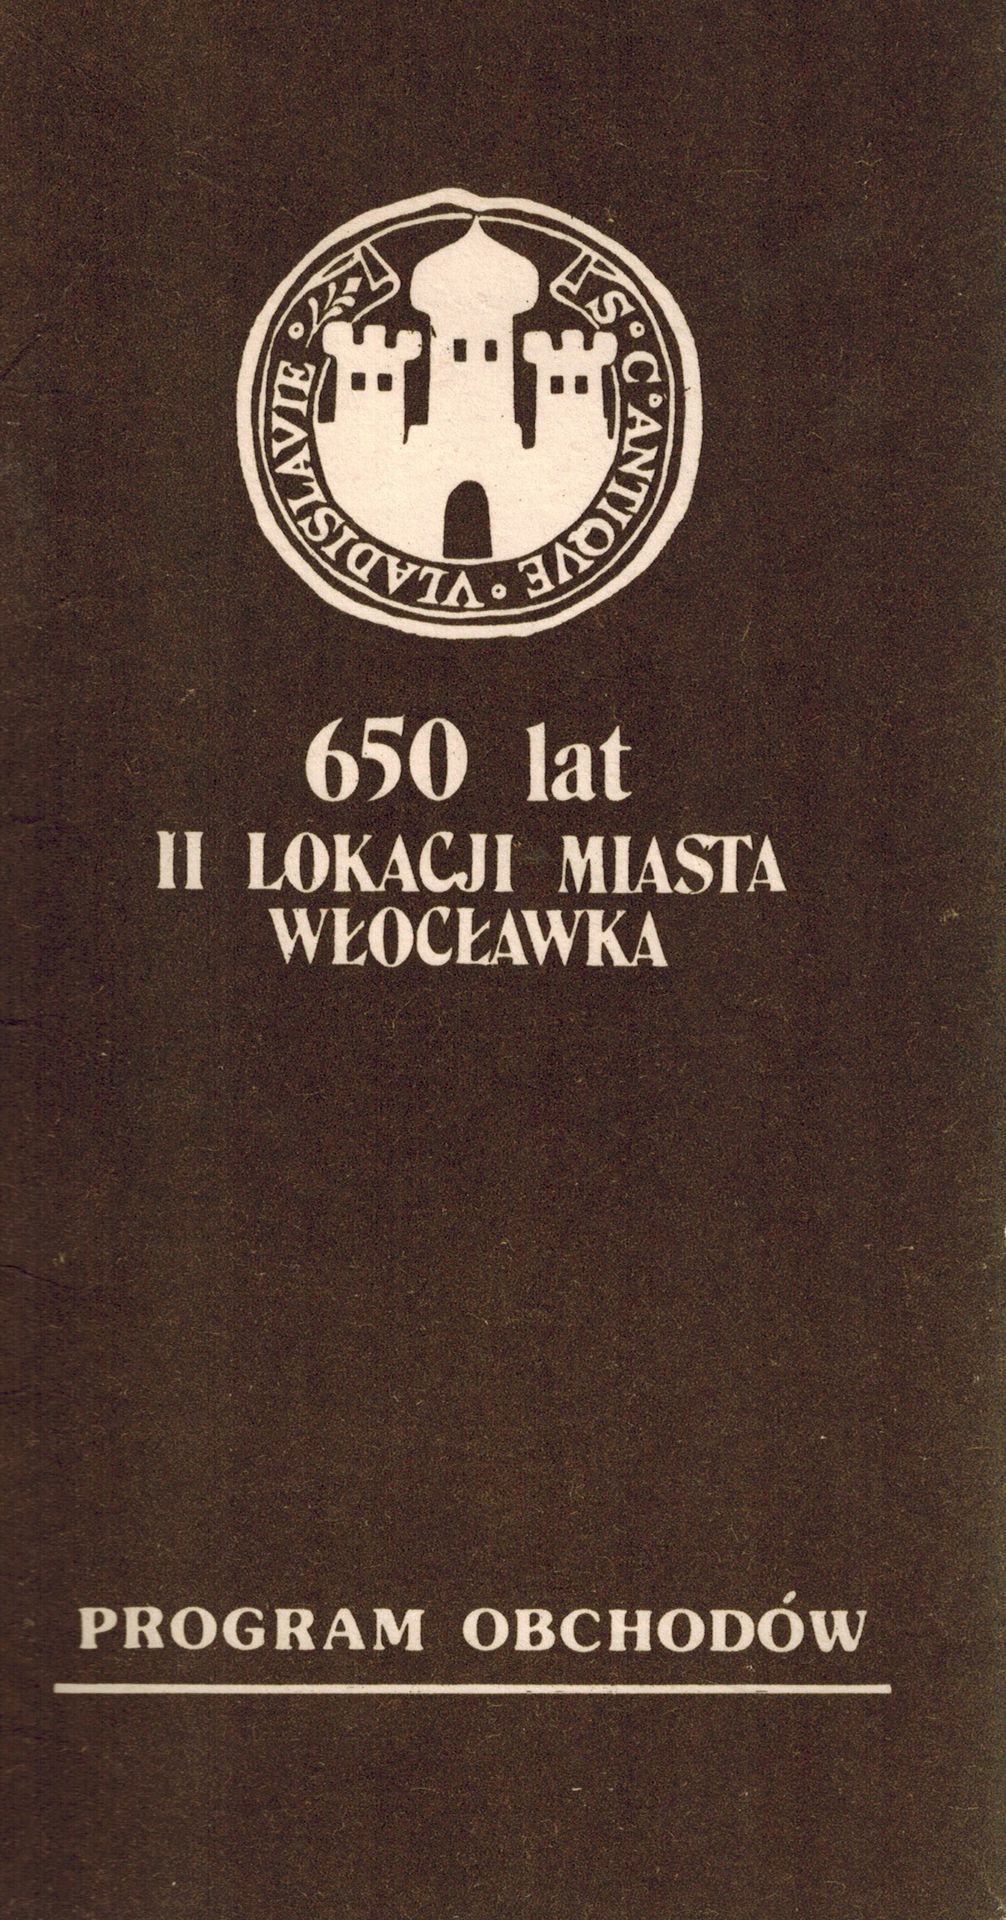 S · C · ANTIQVE · VLADISLAVIE ·
650 lat
II LOKACJI MIASTA
WŁOCŁAWKA
PROGRAM OBCHODÓW